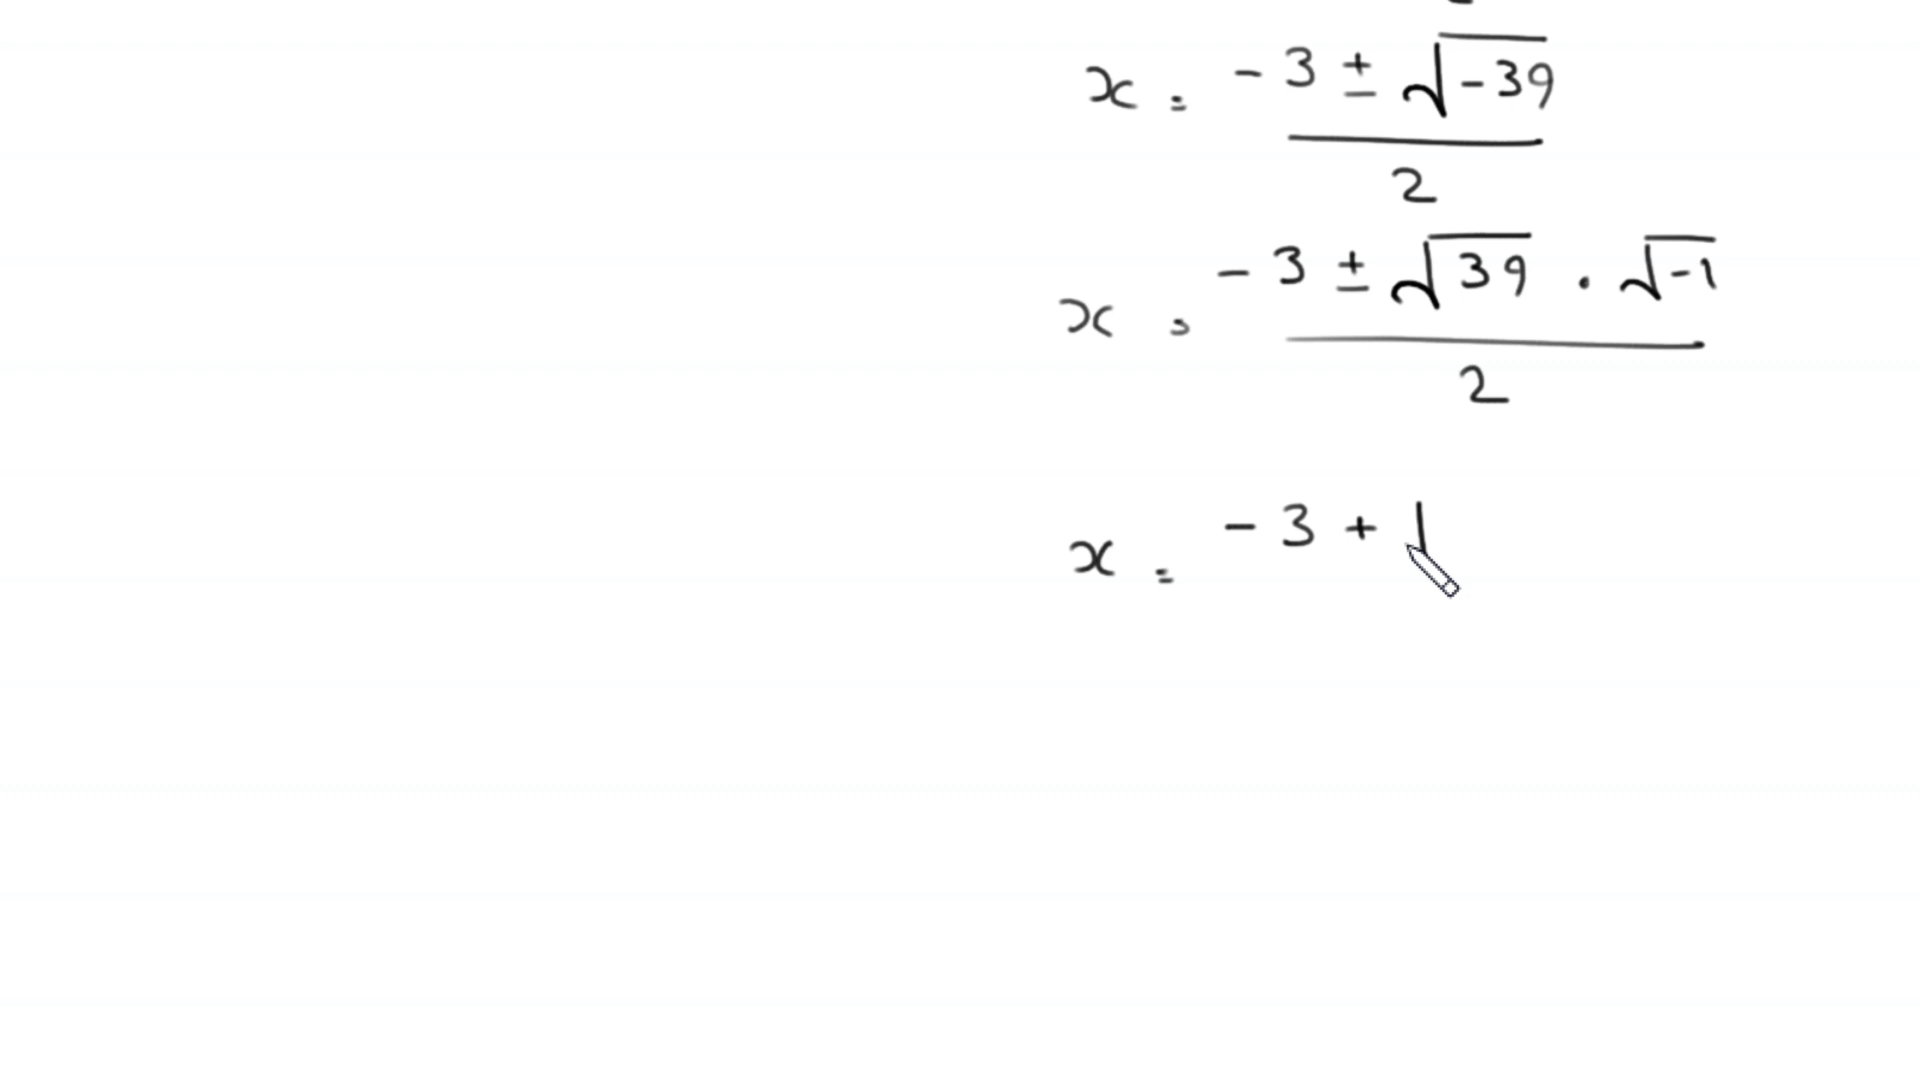 x = - 3 ± √-39
2
x = - 3 ± √39 . √-1
2
x = - 3 +